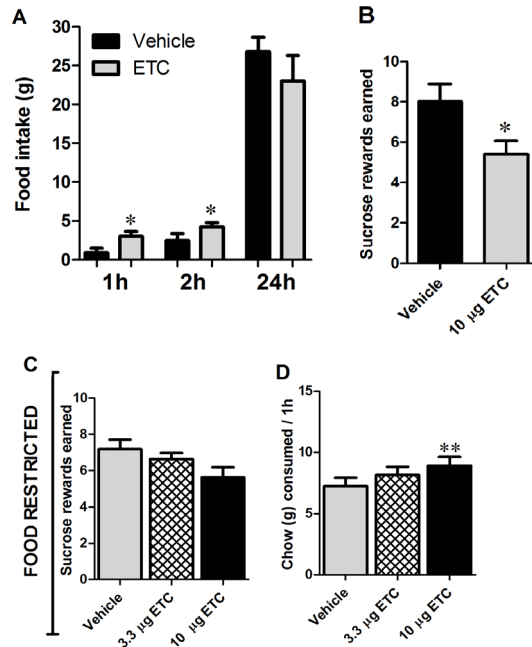 A
Food intake (g)
30
25
20
15
10
5
0
Vehicle
ETC
*
*
1h 2h 24h
B
Sucrose rewards earned
10
8
6
4
2
0
*
Vehicle
10 µg ETC
C
FOOD RESTRICTED
Sucrose rewards earned
10
8
6
4
2
0
Vehicle
3.3 µg ETC
10 µg ETC
D
Chow (g) consumed / 1h
15
10
5
0
**
Vehicle
3.3 µg ETC
10 µg ETC